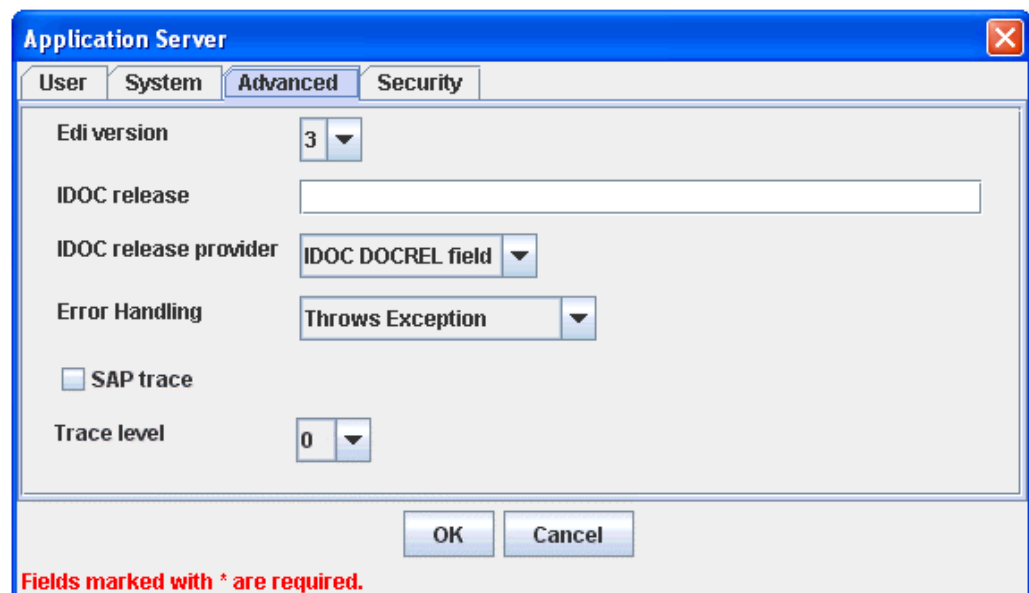 Application Server
User System Advanced Security
Edi version 3
IDOC release
IDOC release provider IDOC DOCREL field
Error Handling Throws Exception
SAP trace
Trace level 0
OK Cancel
Fields marked with * are required.